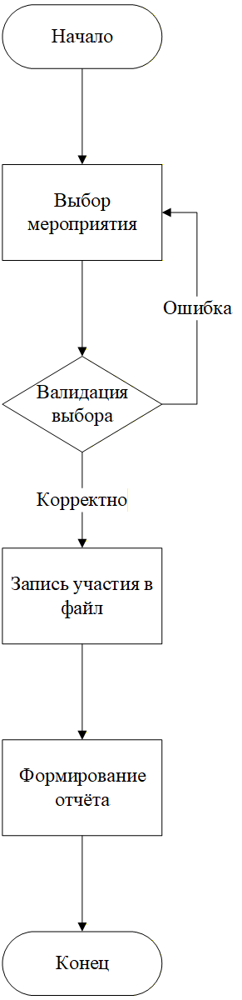 Начало
Выбор
мероприятия
Ошибка
Валидация
выбора
Корректно
Запись участия в
файл
Формирование
отчёта
Конец